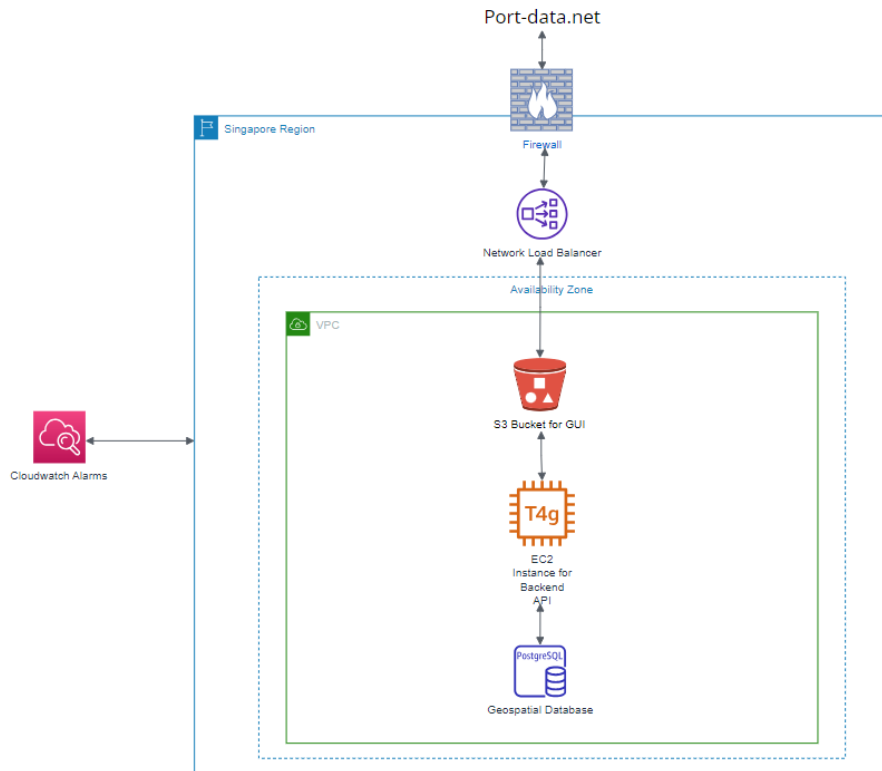 Port-data.net
Singapore Region
Firewall
Network Load Balancer
Availability Zone
VPC
S3 Bucket for GUI
Cloudwatch Alarms
T4g
EC2
Instance for
Backend
API
PostgreSQL
Geospatial Database